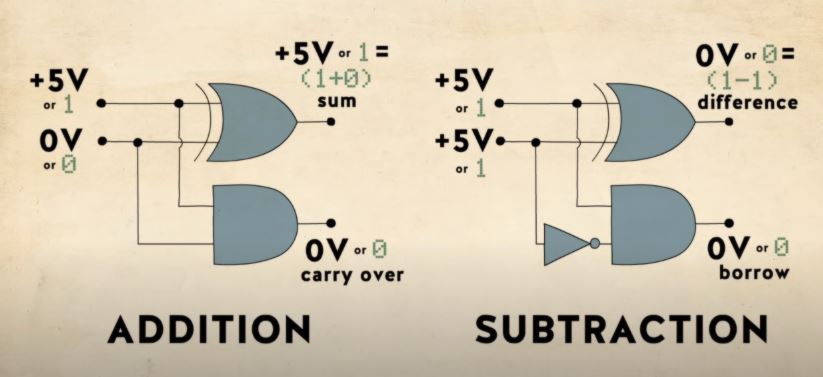 +5V
or 1
0V
or 0
+5V or 1 =
(1+0)
sum
0V or 0
carry over
ADDITION
+5V
or 1
+5V
or 1
0V or 0 =
(1-1)
difference
0V or 0
borrow
SUBTRACTION